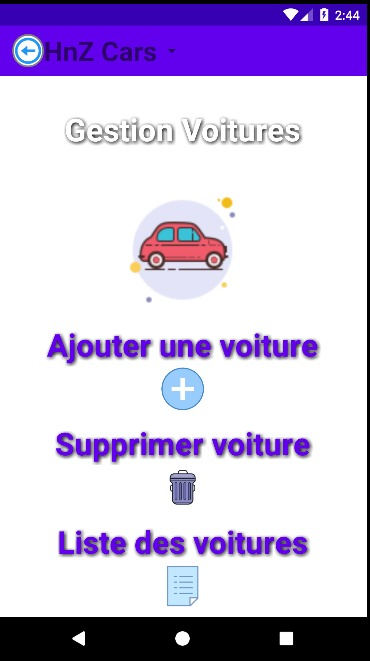 2:44
HnZ Cars
Gestion Voitures
Ajouter une voiture
Supprimer voiture
Liste des voitures